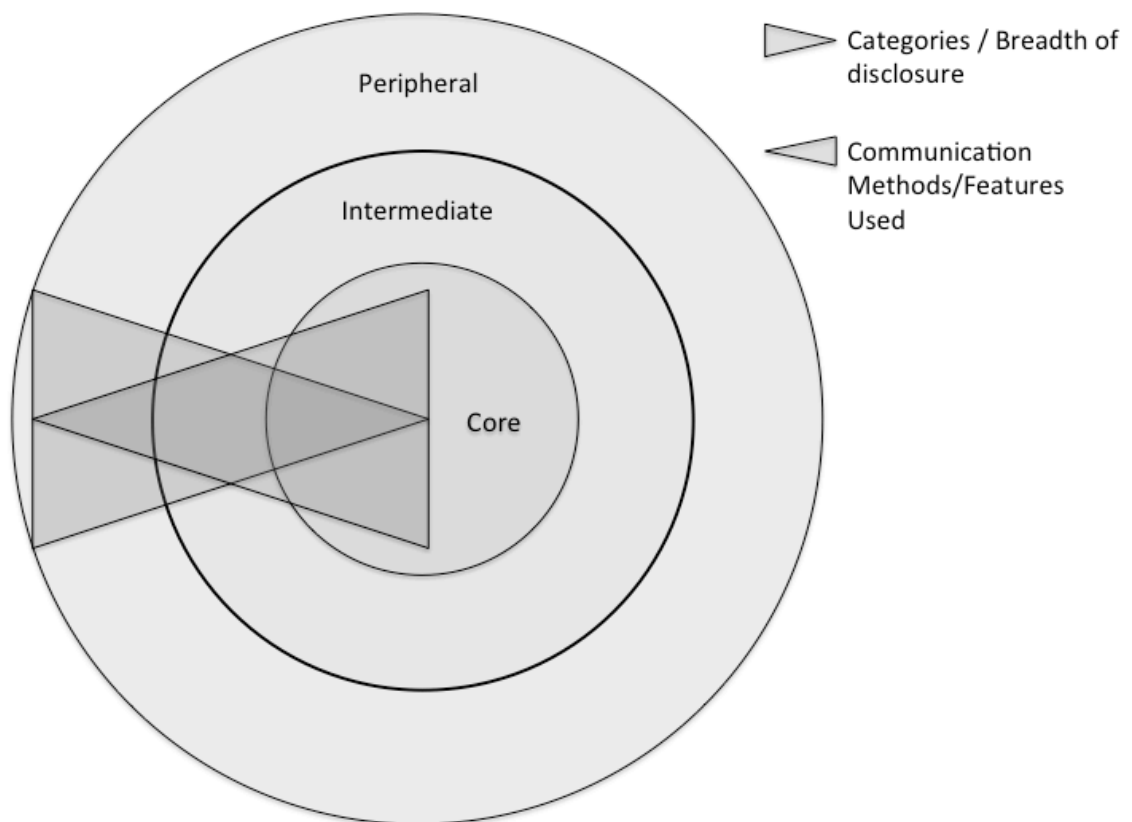 Categories / Breadth of
disclosure
Peripheral
Communication
Methods/Features
Used
Intermediate
Core